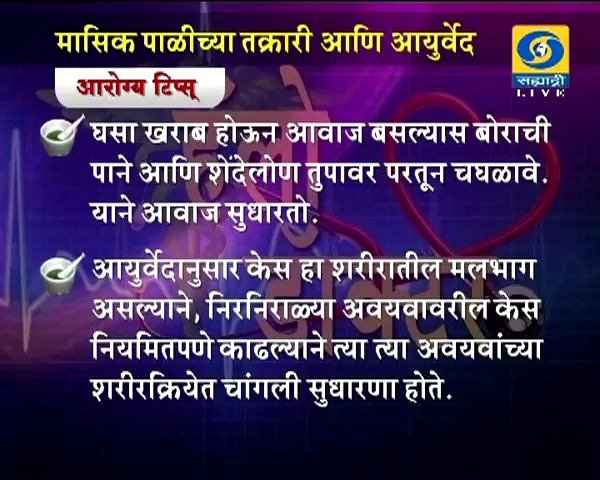 मासिक पाळीच्या तक्रारी आणि आयुर्वेद
सह्याद्री
LIVE
आरोग्य टिप्स्
घसा खराब होऊन आवाज बसल्यास बोराची
पाने आणि शेंदेलोण तुपावर परतून चघळावे.
याने आवाज सुधारतो.
आयुर्वेदानुसार केस हा शरीरातील मलभाग
असल्याने, निरनिराळ्या अवयवावरील केस
नियमितपणे काढल्याने त्या त्या अवयवांच्या
शरीरक्रियेत चांगली सुधारणा होते.
हॅलो
डॉक्टर